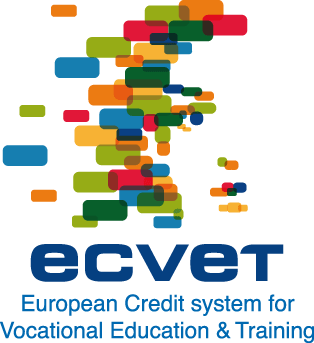 ecveT
European Credit system for
Vocational Education & Training